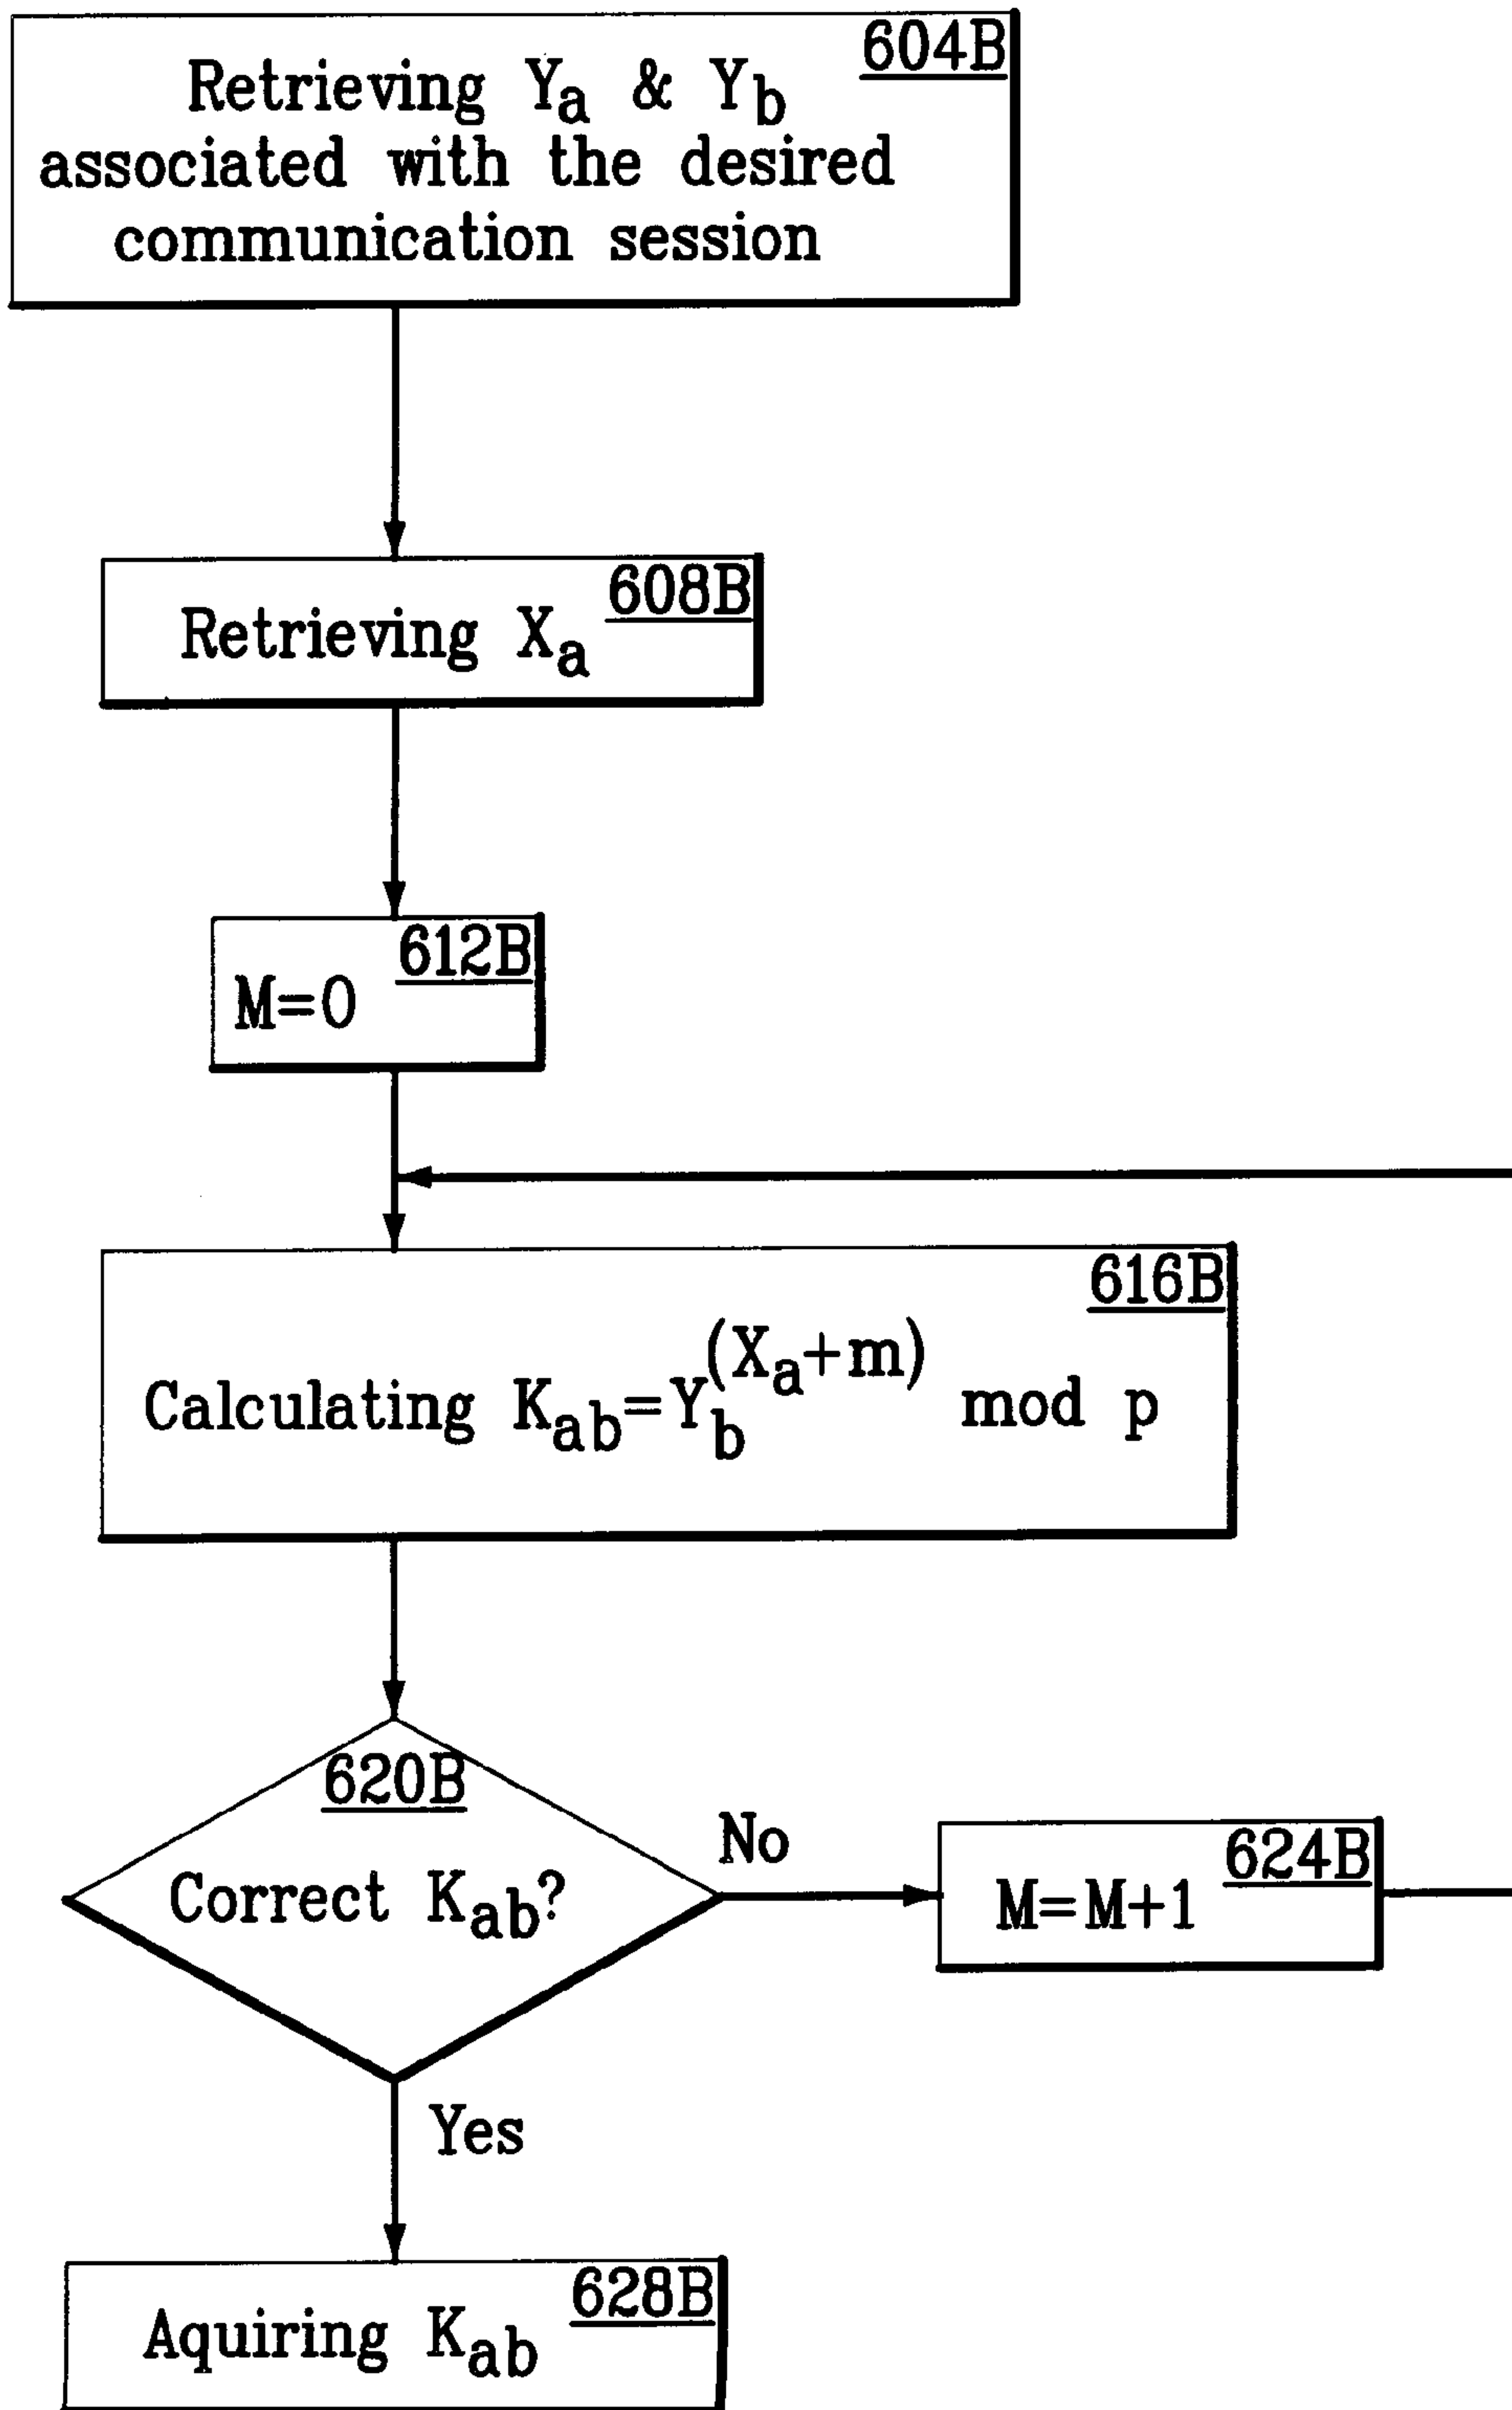 604B
Retrieving Ya & Yb
associated with the desired
communication session
608B
Retrieving Xa
612B
M=0
616B
Calculating Kab=Yb(Xa+m) mod p
620B
Correct Kab?
No
624B
M=M+1
Yes
628B
Aquiring Kab